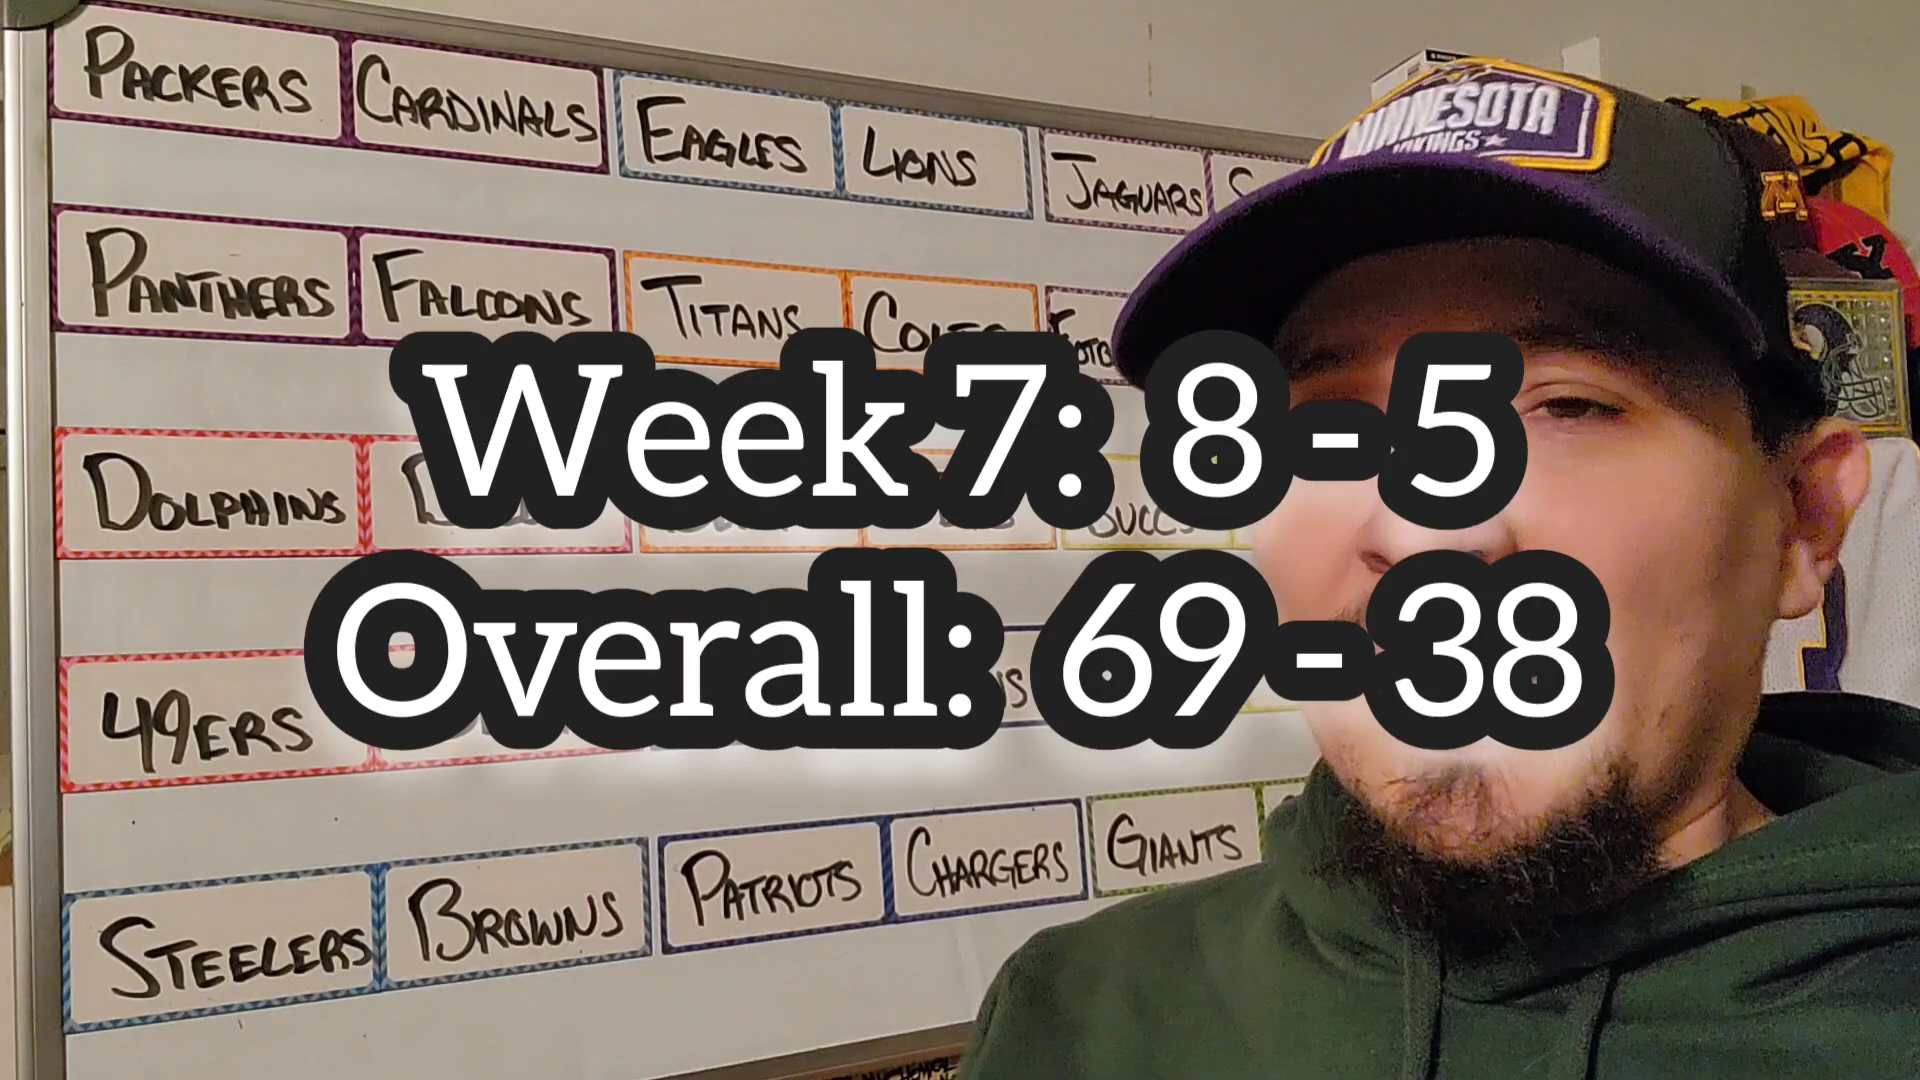 PACKERS CARDINALS EAGLES LIONS JAGUARS
PANTHERS FALCONS TITANS
DOLPHINS
49ERS
STEELERS BROWNS PATRIOTS CHARGERS GIANTS
MINNESOTA
VIKINGS
M
Week 7: 8 - 5
Overall: 69 - 38